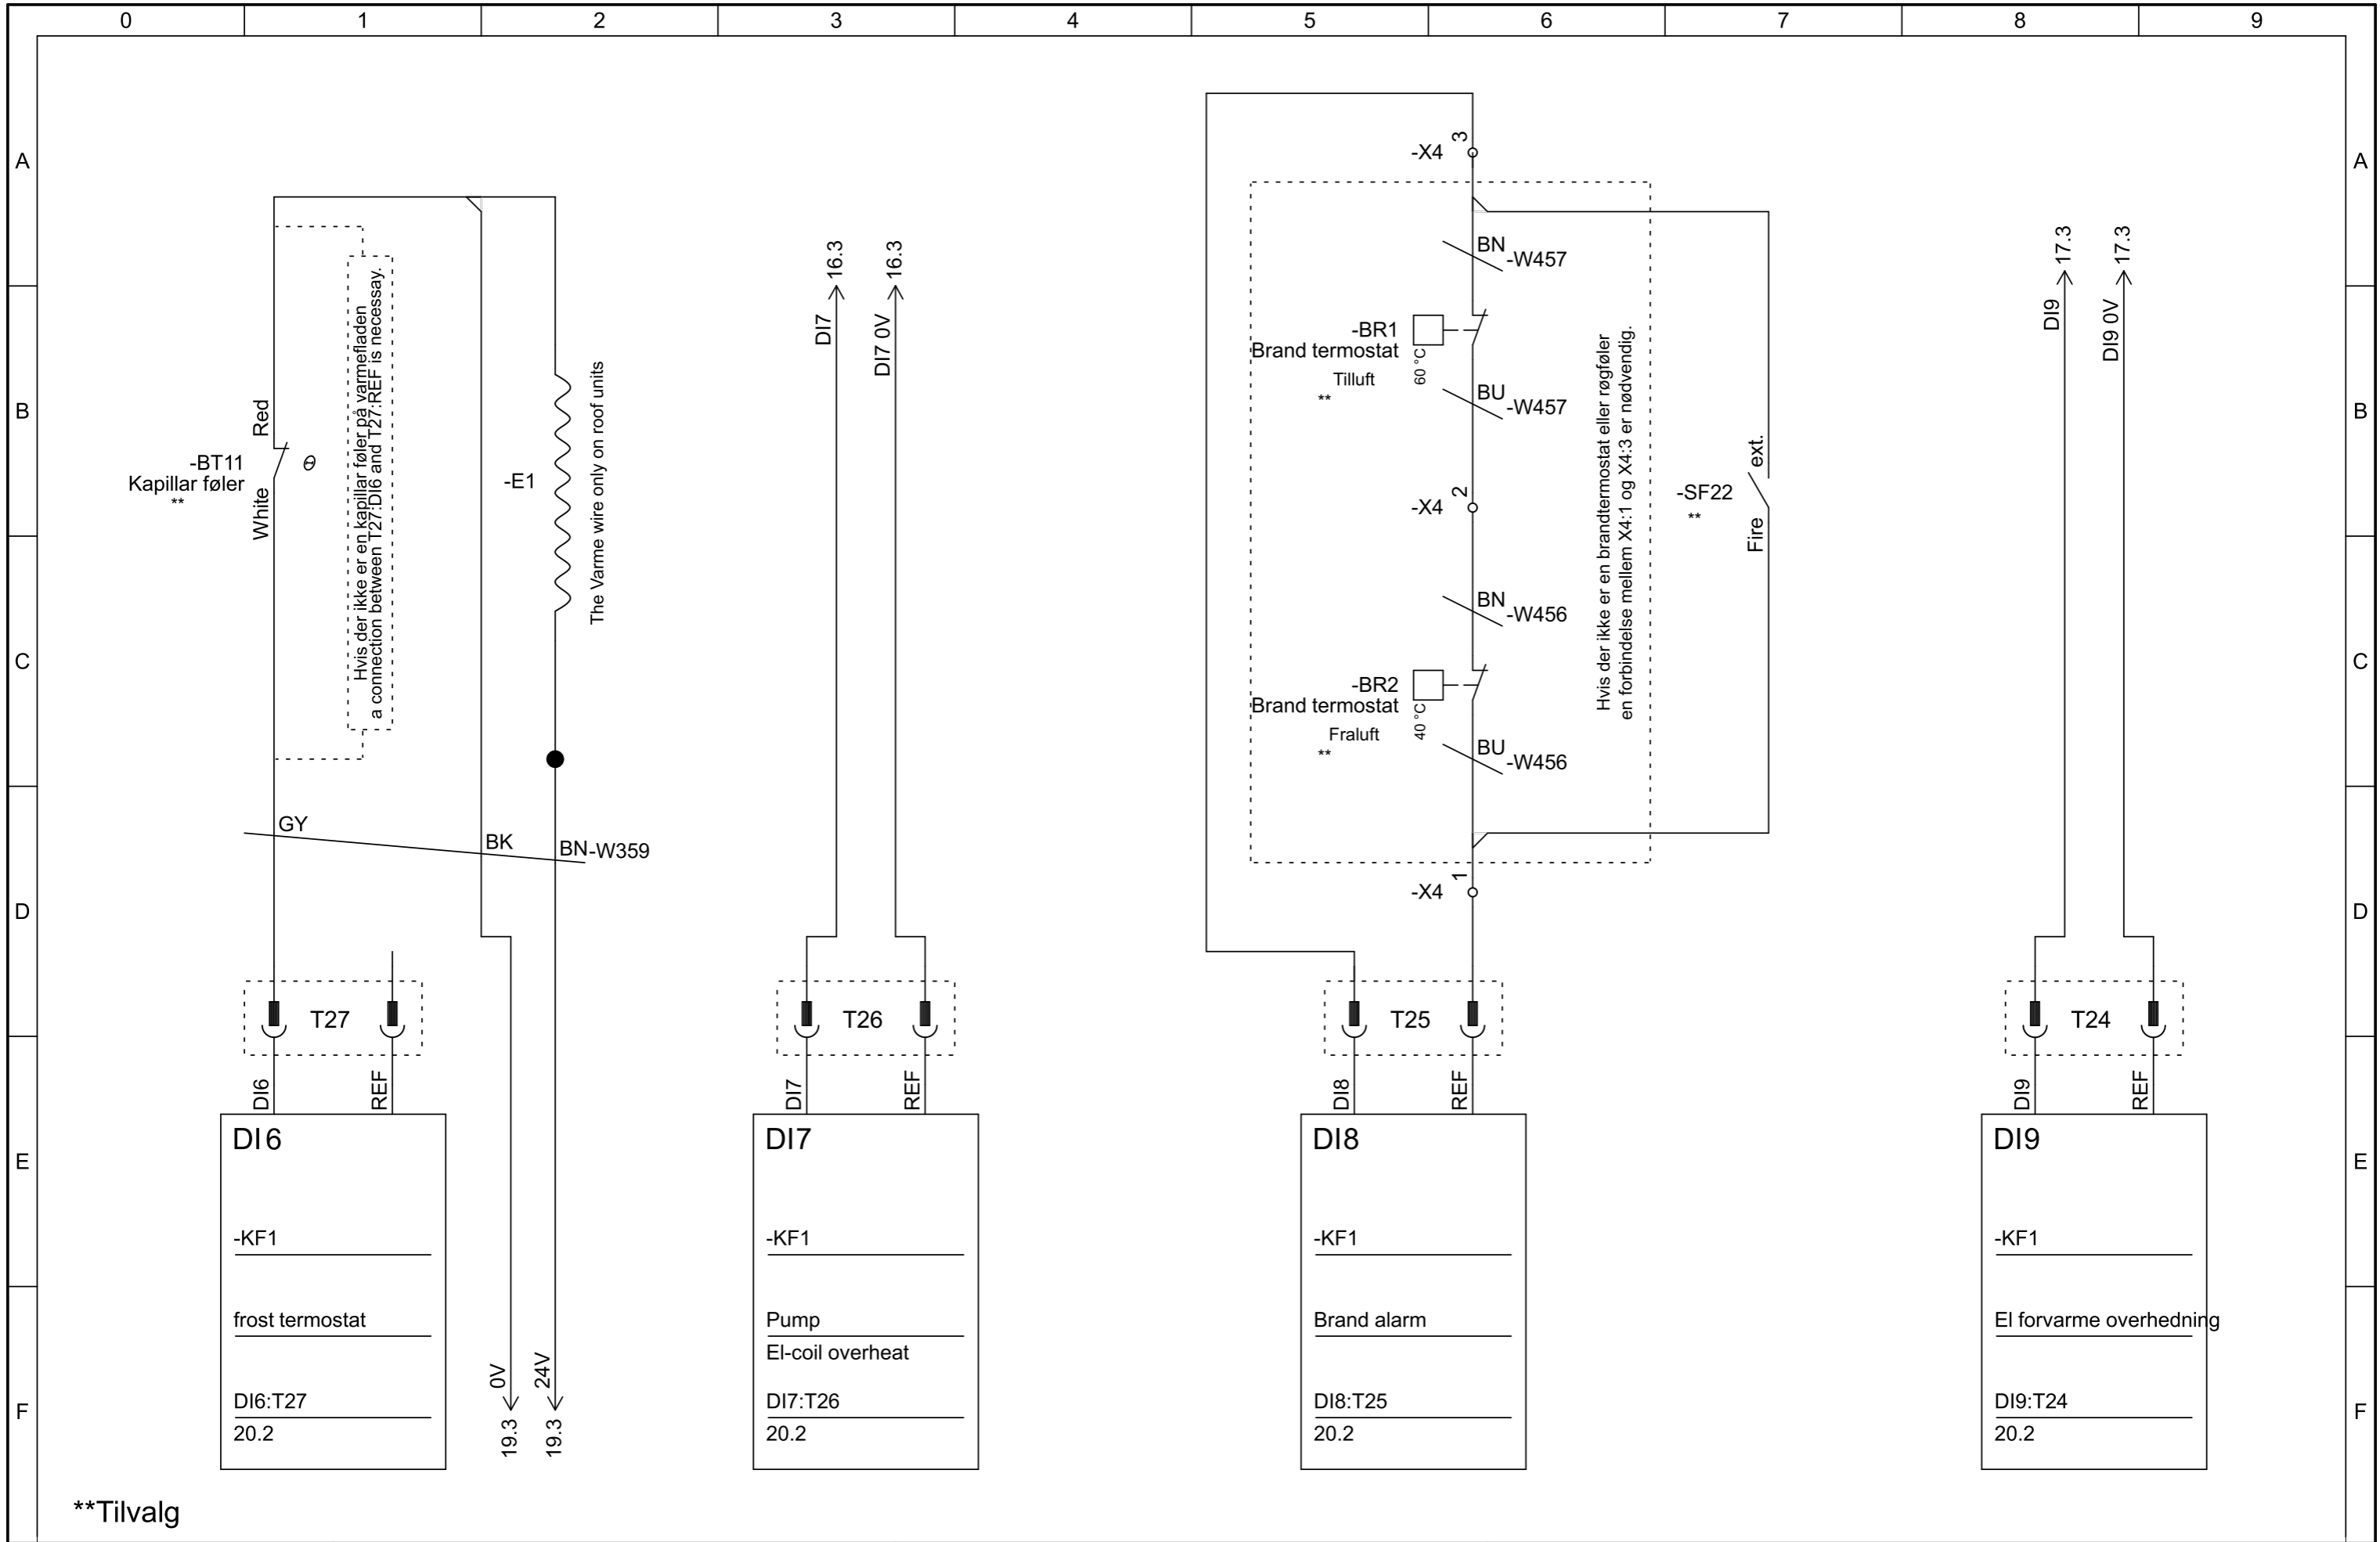 0 1 2 3 4 5 6 7 8 9
A
B
C
D
E
F
A
B
C
D
E
F
-BT11
Kapillar føler
**
Red
White
Hvis der ikke er en kapillar føler på varmefladen
a connection between T27:DI6 and T27:REF is necessay.
-E1
The Varme wire only on roof units
GY
BK
BN
-W359
T27
DI6
REF
DI6
-KF1
frost termostat
DI6:T27
20.2
0V
19.3
24V
19.3
DI7
16.3
DI7 0V
16.3
T26
DI7
REF
DI7
-KF1
Pump
El-coil overheat
DI7:T26
20.2
-X4
3
BN
-W457
-BR1
Brand termostat
Tilluft
**
60 °C
BU
-W457
-X4
2
BN
-W456
-BR2
Brand termostat
Fraluft
**
40 °C
BU
-W456
-X4
1
Hvis der ikke er en brandtermostat eller røgføler
en forbindelse mellem X4:1 og X4:3 er nødvendig.
-SF22
**
Fire
ext.
T25
DI8
REF
DI8
-KF1
Brand alarm
DI8:T25
20.2
DI9
17.3
DI9 0V
17.3
T24
DI9
REF
DI9
-KF1
El forvarme overhedning
DI9:T24
20.2
**Tilvalg